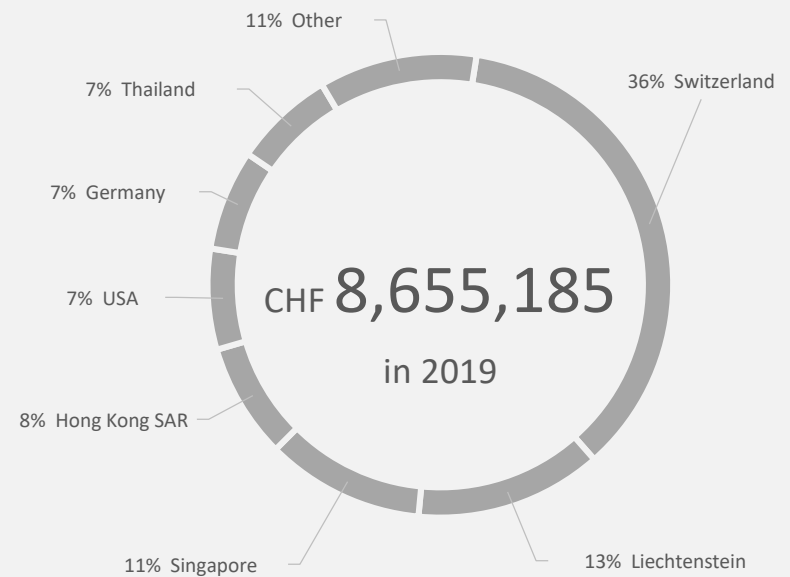 11% Other
36% Switzerland
7% Thailand
7% Germany
7% USA
CHF 8,655,185
in 2019
8% Hong Kong SAR
11% Singapore
13% Liechtenstein